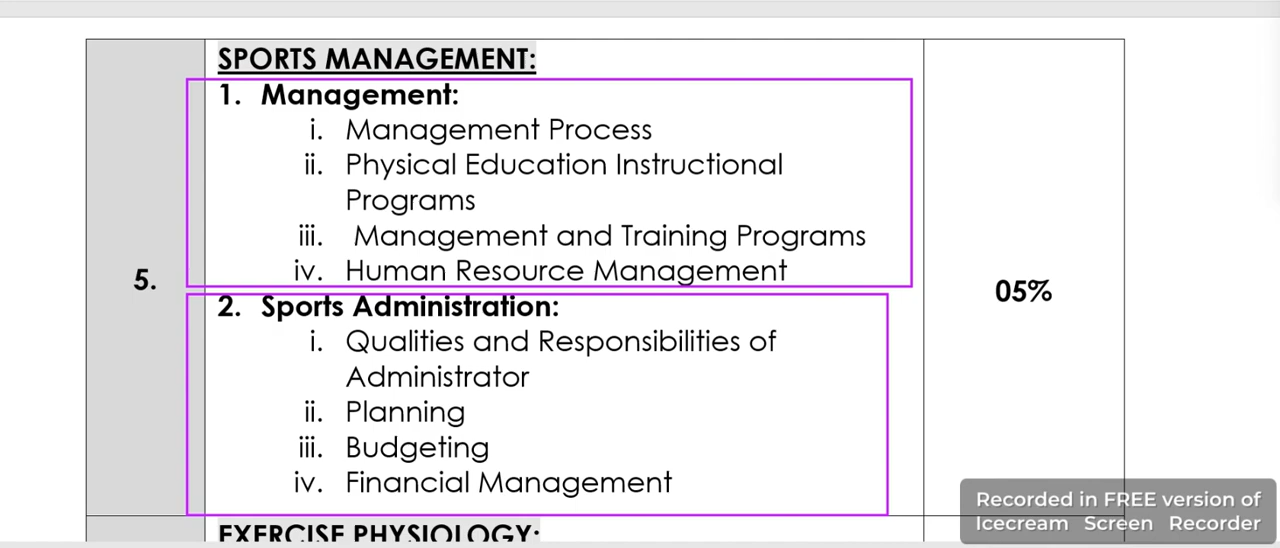 SPORTS MANAGEMENT:
1. Management:
i. Management Process
ii. Physical Education Instructional
Programs
iii. Management and Training Programs
iv. Human Resource Management
5.
05%
2. Sports Administration:
i. Qualities and Responsibilities of
Administrator
ii. Planning
iii. Budgeting
iv. Financial Management
EXERCISE PHYSIOLOGY:
Recorded in FREE version of
Icecream Screen Recorder